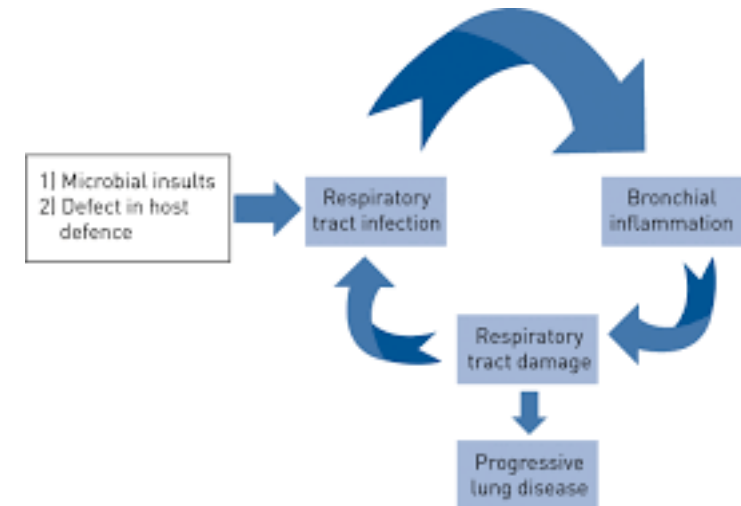 1| Microbial insults
2| Defect in host
defence
Respiratory
tract infection
Bronchial
inflammation
Respiratory
tract damage
Progressive
lung disease